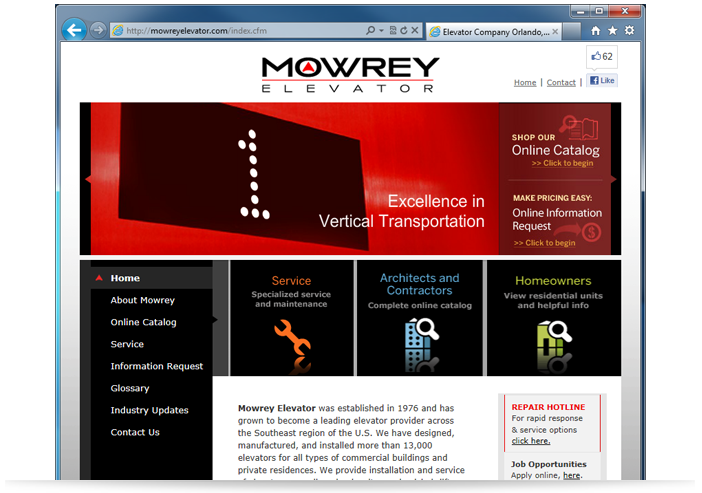 http://mowreyelevator.com/index.cfm
Elevator Company Orlando,...
MOWREY
ELEVATOR
62
Home | Contact |
Like
1
Excellence in
Vertical Transportation
SHOP OUR
Online Catalog
>> Click to begin
MAKE PRICING EASY:
Online Information
Request
>> Click to begin
Home
About Mowrey
Online Catalog
Service
Information Request
Glossary
Industry Updates
Contact Us
Service
Specialized service
and maintenance
Architects and
Contractors
Complete online catalog
Homeowners
View residential units
and helpful info
Mowrey Elevator was established in 1976 and has
grown to become a leading elevator provider across
the Southeast region of the U.S. We have designed,
manufactured, and installed more than 13,000
elevators for all types of commercial buildings and
private residences. We provide installation and service
REPAIR HOTLINE
For rapid response
& service options
click here.
Job Opportunities
Apply online, here.